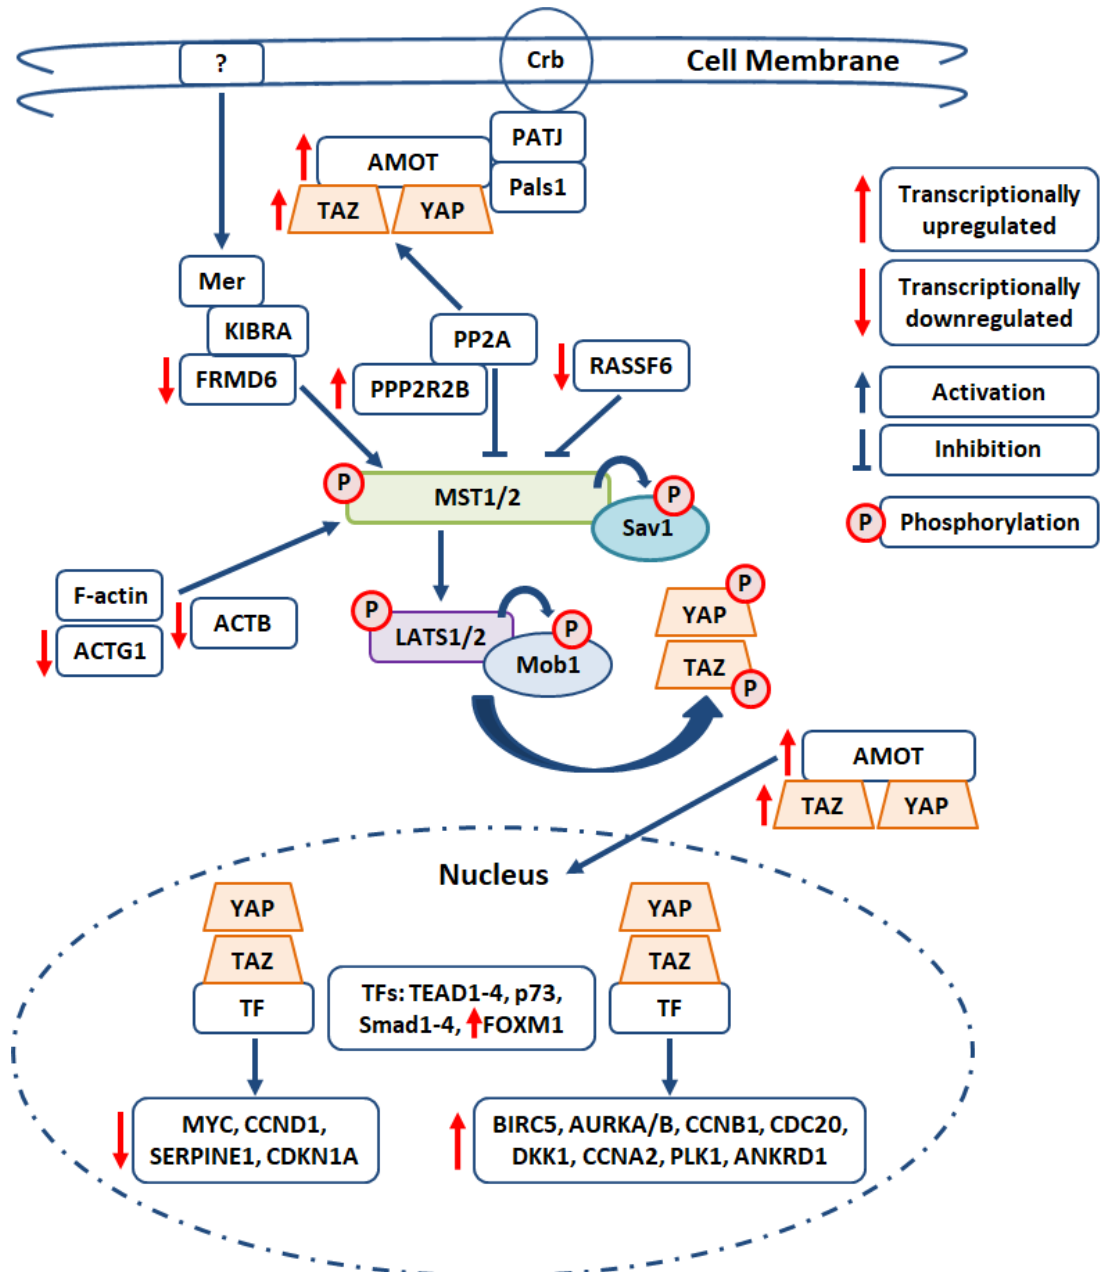 ?
Crb
Cell Membrane
PATJ
AMOT
Pals1
TAZ
YAP
Transcriptionally
upregulated
Mer
Transcriptionally
downregulated
KIBRA
PP2A
RASSF6
FRMD6
PPP2R2B
Activation
Inhibition
P
MST1/2
P
Sav1
P
Phosphorylation
F-actin
ACTB
ACTG1
P
LATS1/2
P
Mob1
P
YAP
TAZ
P
AMOT
TAZ
YAP
Nucleus
YAP
TAZ
TF
TFs: TEAD1-4, p73,
Smad1-4, FOXM1
YAP
TAZ
TF
MYC, CCND1,
SERPINE1, CDKN1A
BIRC5, AURKA/B, CCNB1, CDC20,
DKK1, CCNA2, PLK1, ANKRD1